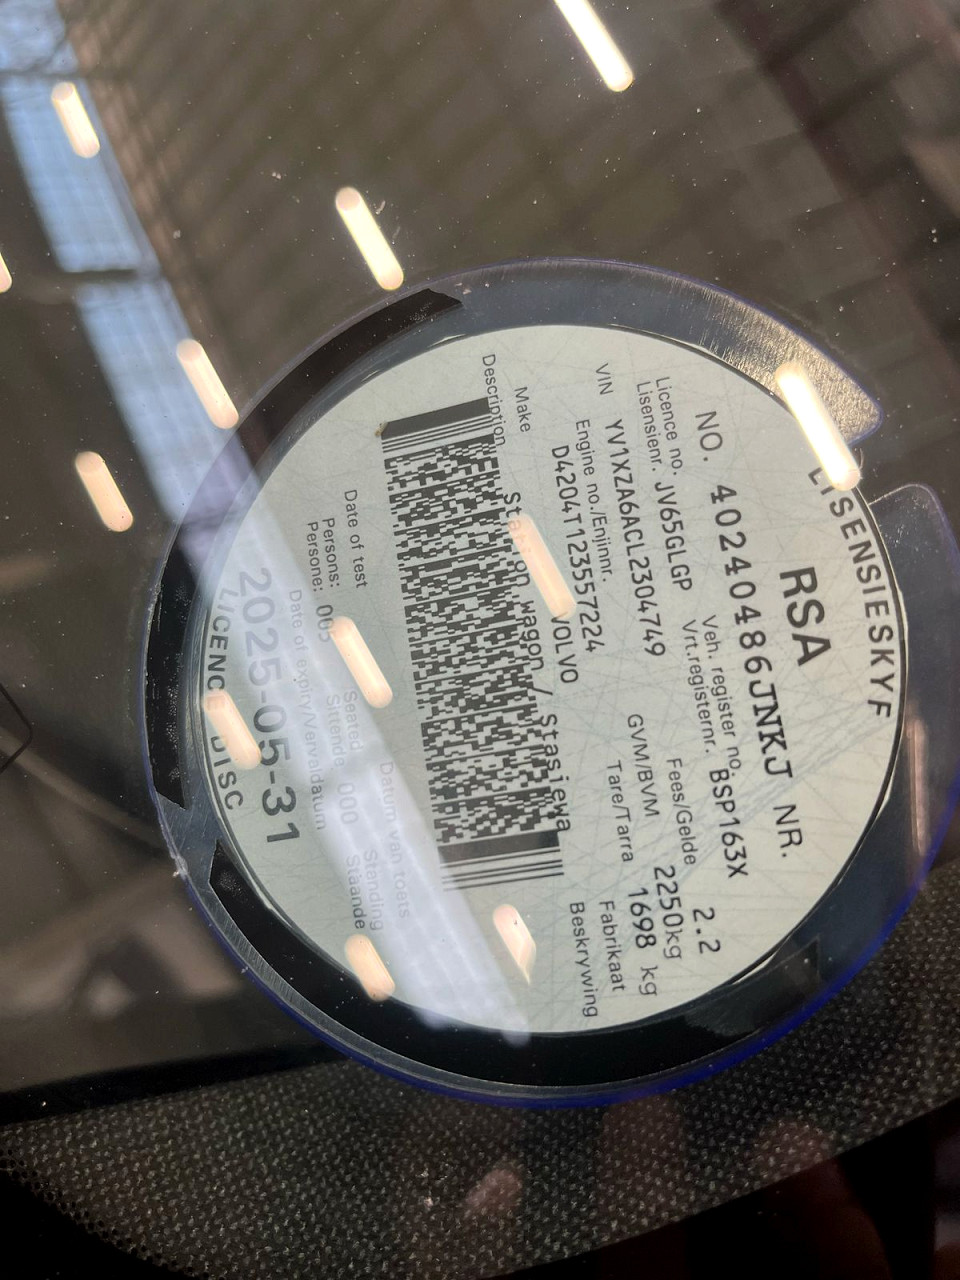 LISENSIESKYF
RSA
NO. 40240486JNKJ NR.
Licence no.
Lisensienr. JV65GLGP
Veh. register no.
Vrt.registernr. BSP163X
VIN YV1XZA6ACL2304749
Fees/Gelde 2.2
Engine no./Enjinnr.
D4204T123557224
GVM/BVM 2250kg
Tare/Tarra 1698 kg
Make VOLVO Fabrikaat
Description Station wagon / Stasiewa Beskrywing
Date of test Datum van toets
Persons:
Persone: 005
Seated
Sittende 000
Standing
Staande
Date of expiry/Vervaldatum
2025-05-31
LICENCE DISC